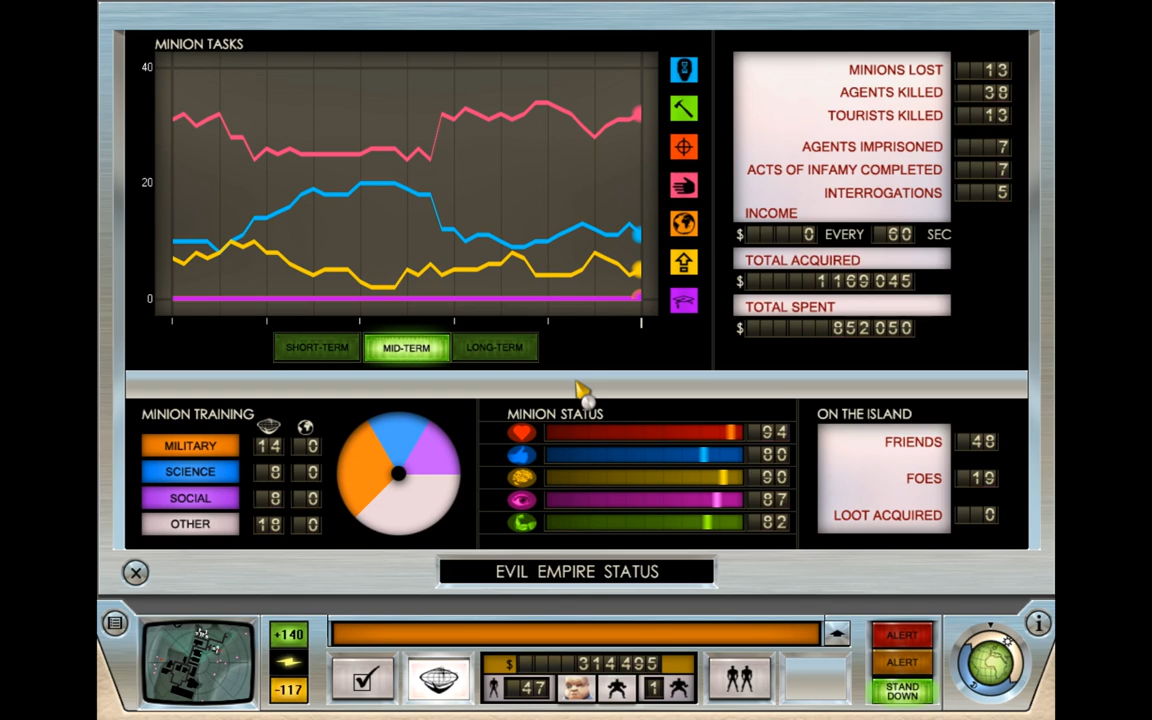 MINION TASKS
40
20
0
SHORT-TERM MID-TERM LONG-TERM
MINIONS LOST 13
AGENTS KILLED 38
TOURISTS KILLED 13
AGENTS IMPRISONED 7
ACTS OF INFAMY COMPLETED 7
INTERROGATIONS 5
INCOME
$ 0 EVERY 60 SEC
TOTAL ACQUIRED
$ 1169045
TOTAL SPENT
$ 852050
MINION TRAINING
MILITARY 14 0
SCIENCE 8 0
SOCIAL 8 0
OTHER 18 0
MINION STATUS
94
80
90
87
82
ON THE ISLAND
FRIENDS 48
FOES 19
LOOT ACQUIRED 0
EVIL EMPIRE STATUS
+140
-117
$ 314495
47 1
ALERT
ALERT
STAND
DOWN
i